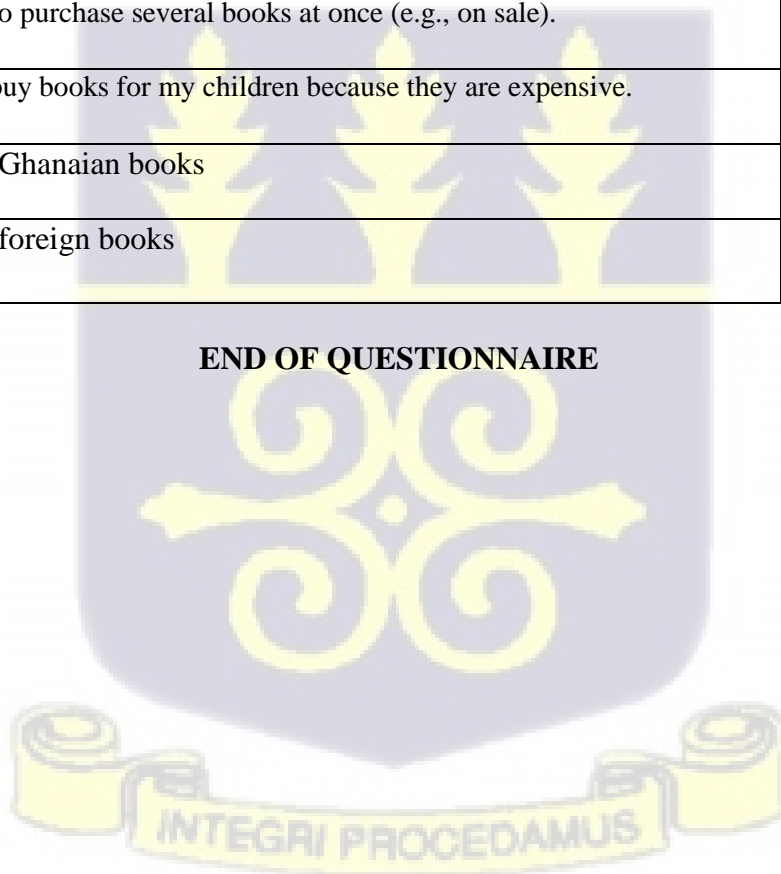 o purchase several books at once (e.g., on sale).
buy books for my children because they are expensive.
Ghanaian books
foreign books
END OF QUESTIONNAIRE
INTEGRI PROCEDAMUS